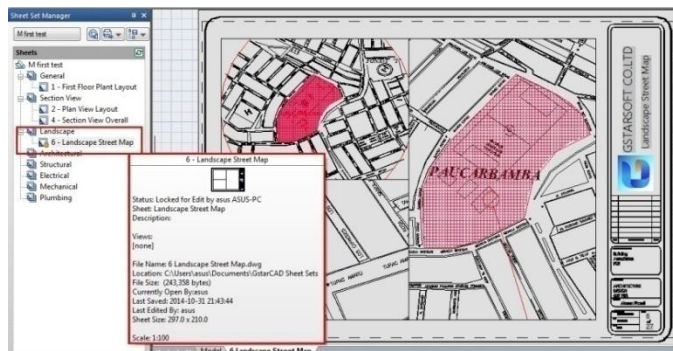 Sheet Set Manager
M first test
Sheets
M first test
General
1 - First Floor Plant Layout
Section View
2 - Plan View Layout
4 - Section View Overall
Landscape
6 - Landscape Street Map
Architectural
Structural
Electrical
Mechanical
Plumbing
6 - Landscape Street Map
Status: Locked for Edit by asus ASUS-PC
Sheet: Landscape Street Map
Description:
Views:
[none]
File Name: 6 Landscape Street Map.dwg
Location: C:\Users\asus\Documents\GstarCAD Sheet Sets
File Size: (243,358 bytes)
Currently Open By:asus
Last Saved: 2014-10-31 21:43:44
Last Edited By: asus
Sheet Size: 297.0 x 210.0
Scale: 1:100
PAUCARBAMBA
GSTARSOFT CO.LTD
Landscape Street Map
Model
6 Landscape Street Map